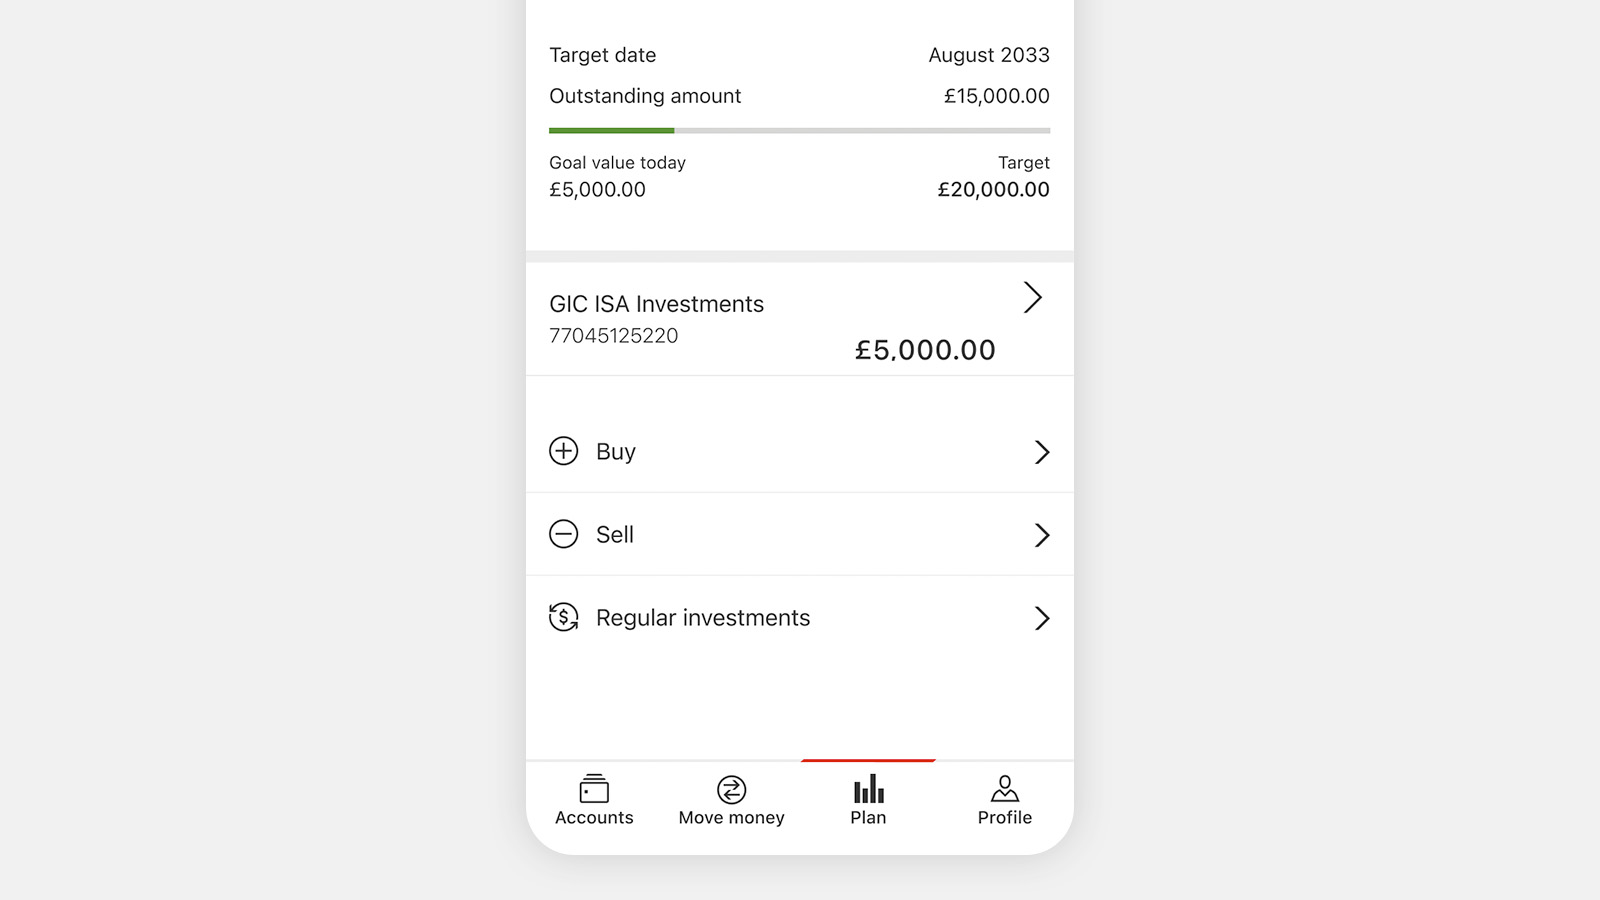 Target date August 2033
Outstanding amount £15,000.00
Goal value today Target
£5,000.00 £20,000.00
GIC ISA Investments
77045125220
£5,000.00
Buy
Sell
Regular investments
Accounts Move money Plan Profile